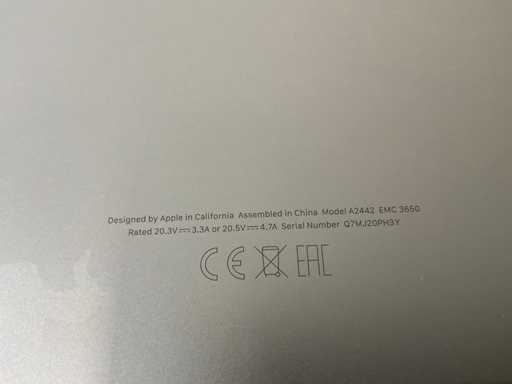 Designed by Apple in California Assembled in China Model A2442 EMC 3650
Rated 20.3V⎓3.3A or 20.5V⎓4.7A Serial Number Q7MJ20PH3Y
CE EAC